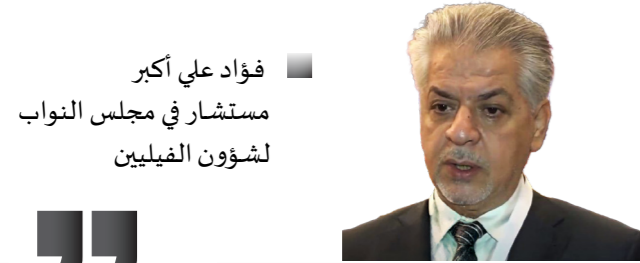 فؤاد علي أكبر
مستشار في مجلس النواب
لشؤون الفيليين